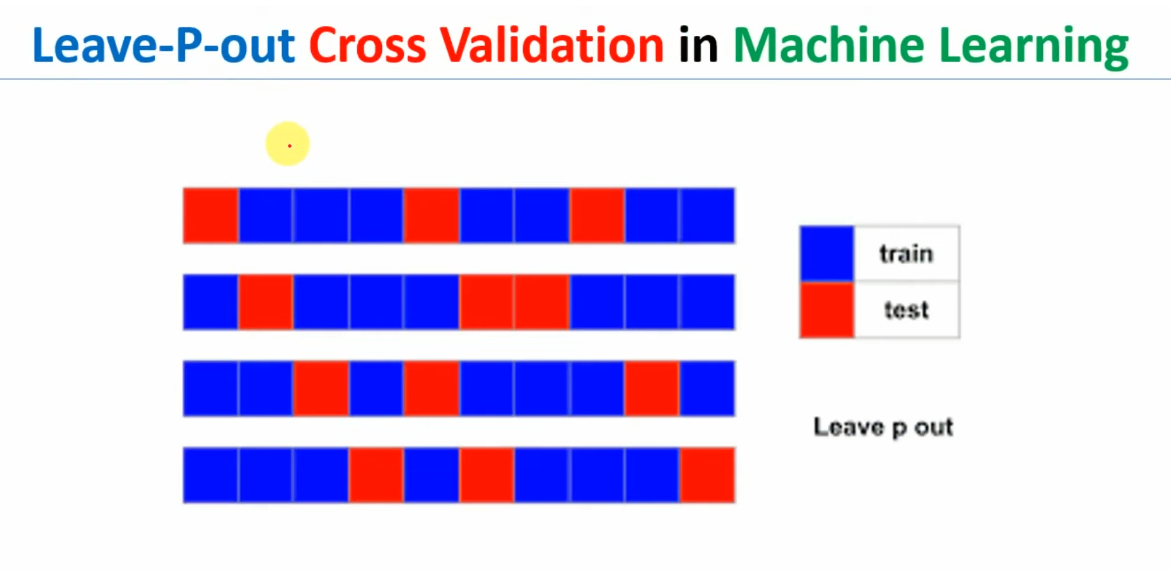 Leave-P-out Cross Validation in Machine Learning
train
test
Leave p out